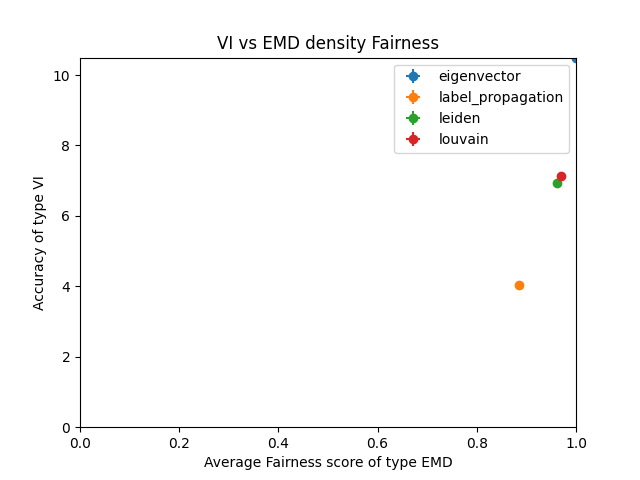 VI vs EMD density Fairness
eigenvector
label_propagation
leiden
louvain
Accuracy of type VI
10
8
6
4
2
0
0.0 0.2 0.4 0.6 0.8 1.0
Average Fairness score of type EMD